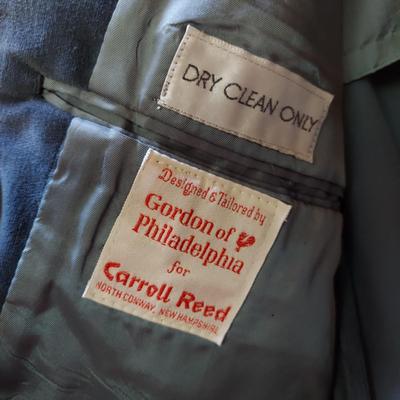 DRY CLEAN ONLY
Designed & Tailored by
Gordon of
Philadelphia
for
Carroll Reed
NORTH CONWAY, NEW HAMPSHIRE